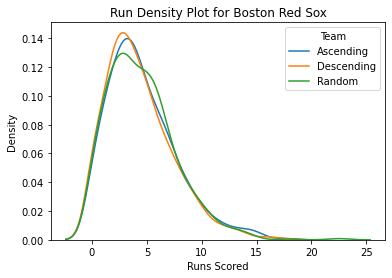 Run Density Plot for Boston Red Sox
Team
Ascending
Descending
Random
Density
0.14
0.12
0.10
0.08
0.06
0.04
0.02
0.00
0 5 10 15 20 25
Runs Scored